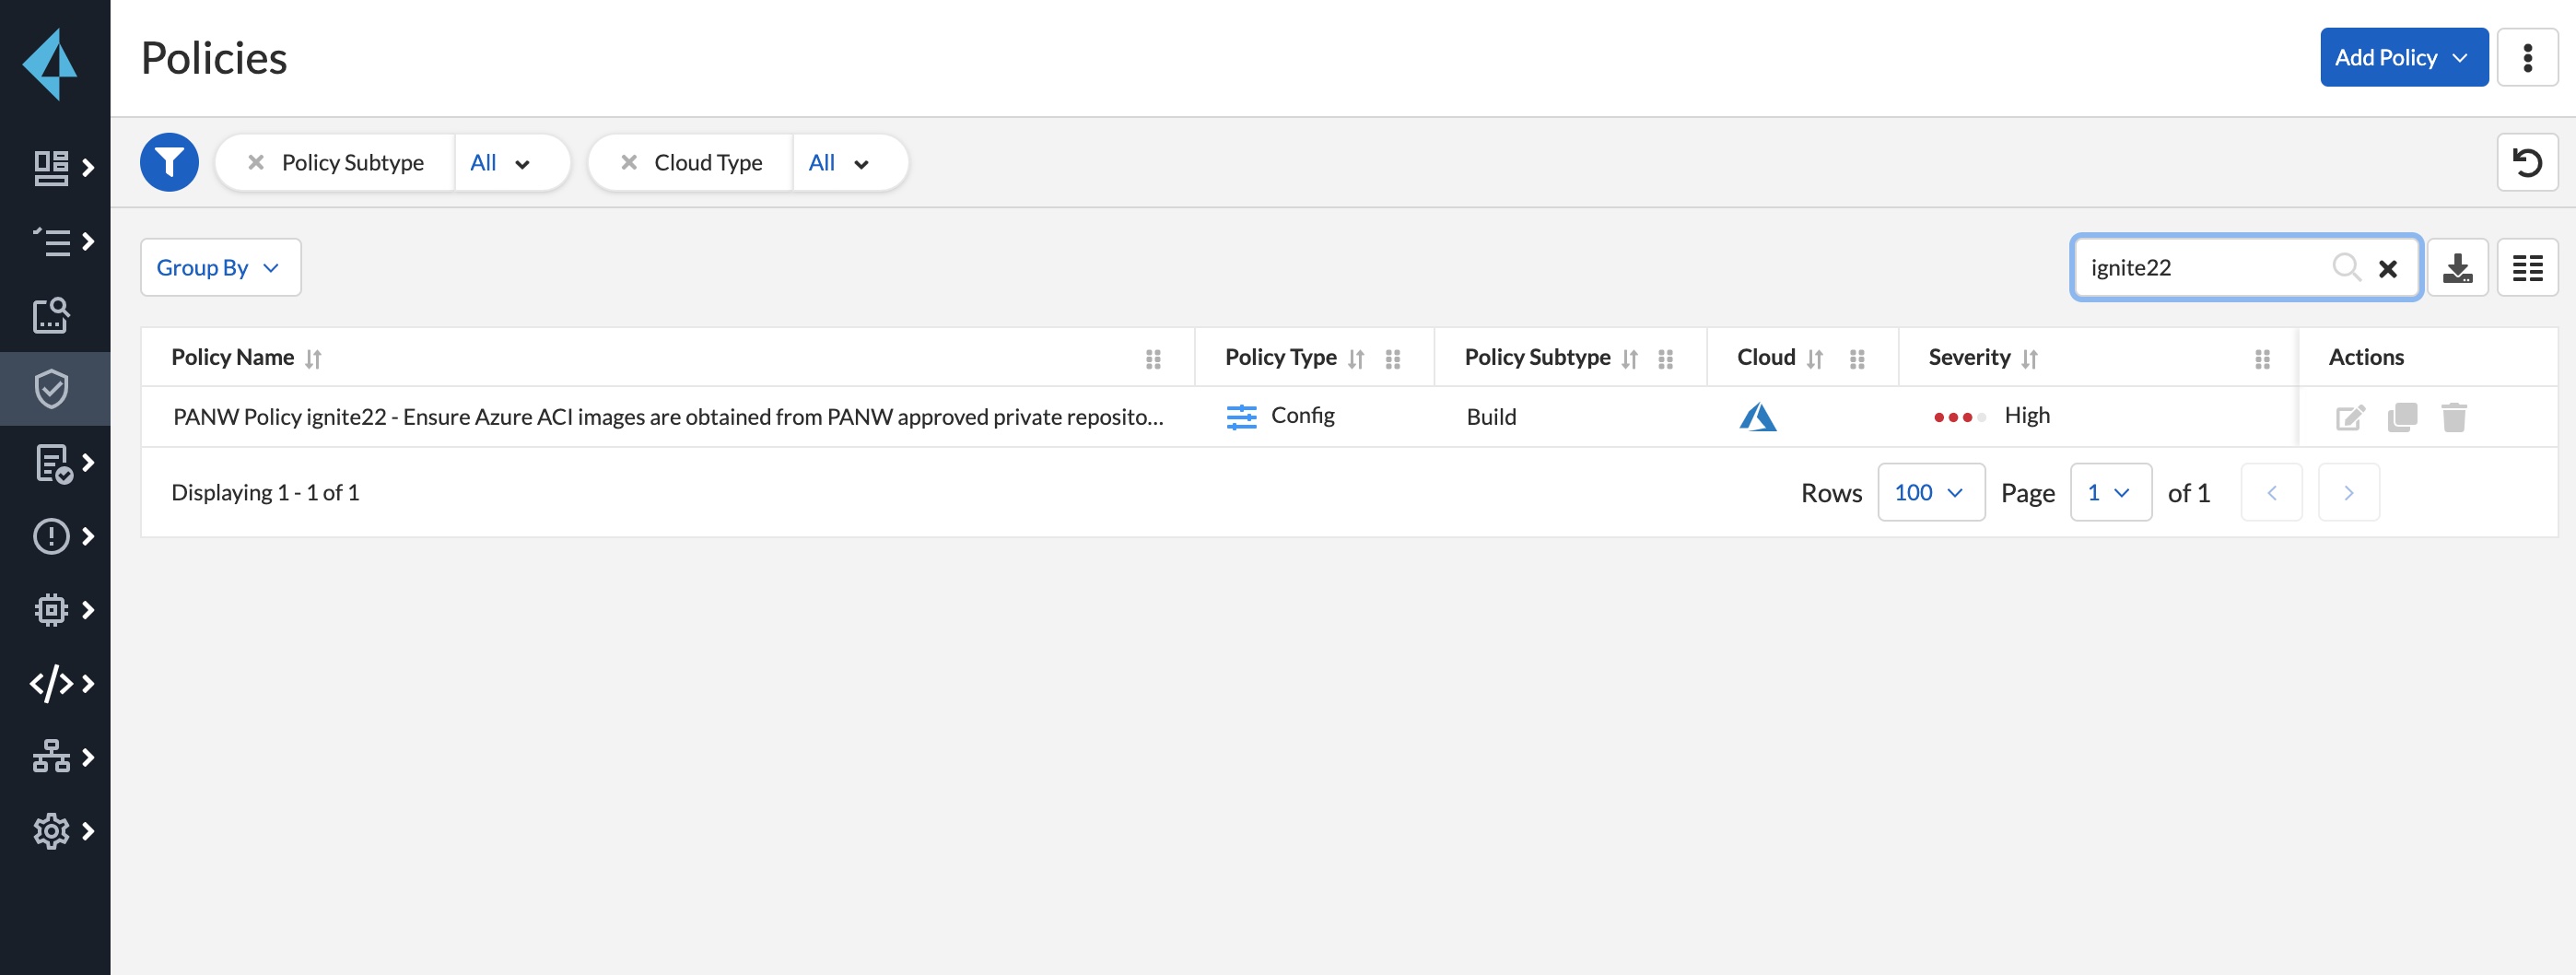 Policies
Add Policy
Policy Subtype All
Cloud Type All
Group By
ignite22
Policy Name Policy Type Policy Subtype Cloud Severity Actions
PANW Policy ignite22 - Ensure Azure ACI images are obtained from PANW approved private reposito... Config Build High
Displaying 1 - 1 of 1 Rows 100 Page 1 of 1